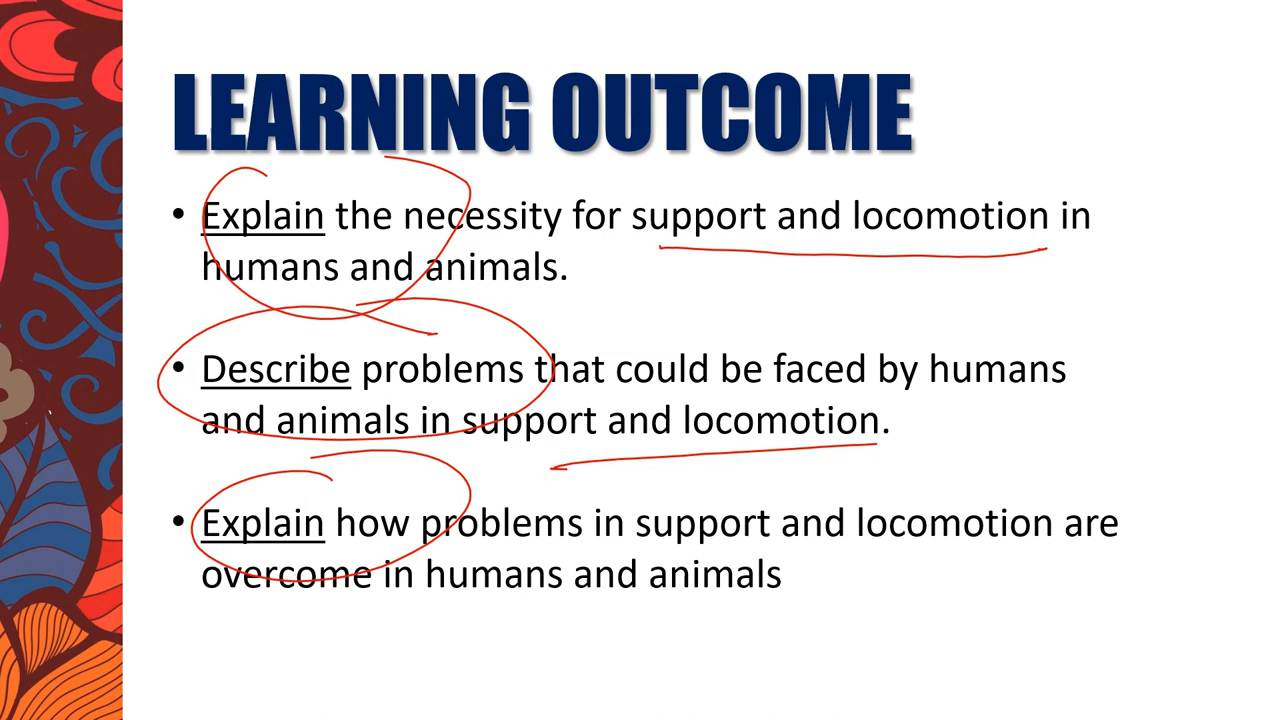 LEARNING OUTCOME
• Explain the necessity for support and locomotion in
humans and animals.
• Describe problems that could be faced by humans
and animals in support and locomotion.
• Explain how problems in support and locomotion are
overcome in humans and animals